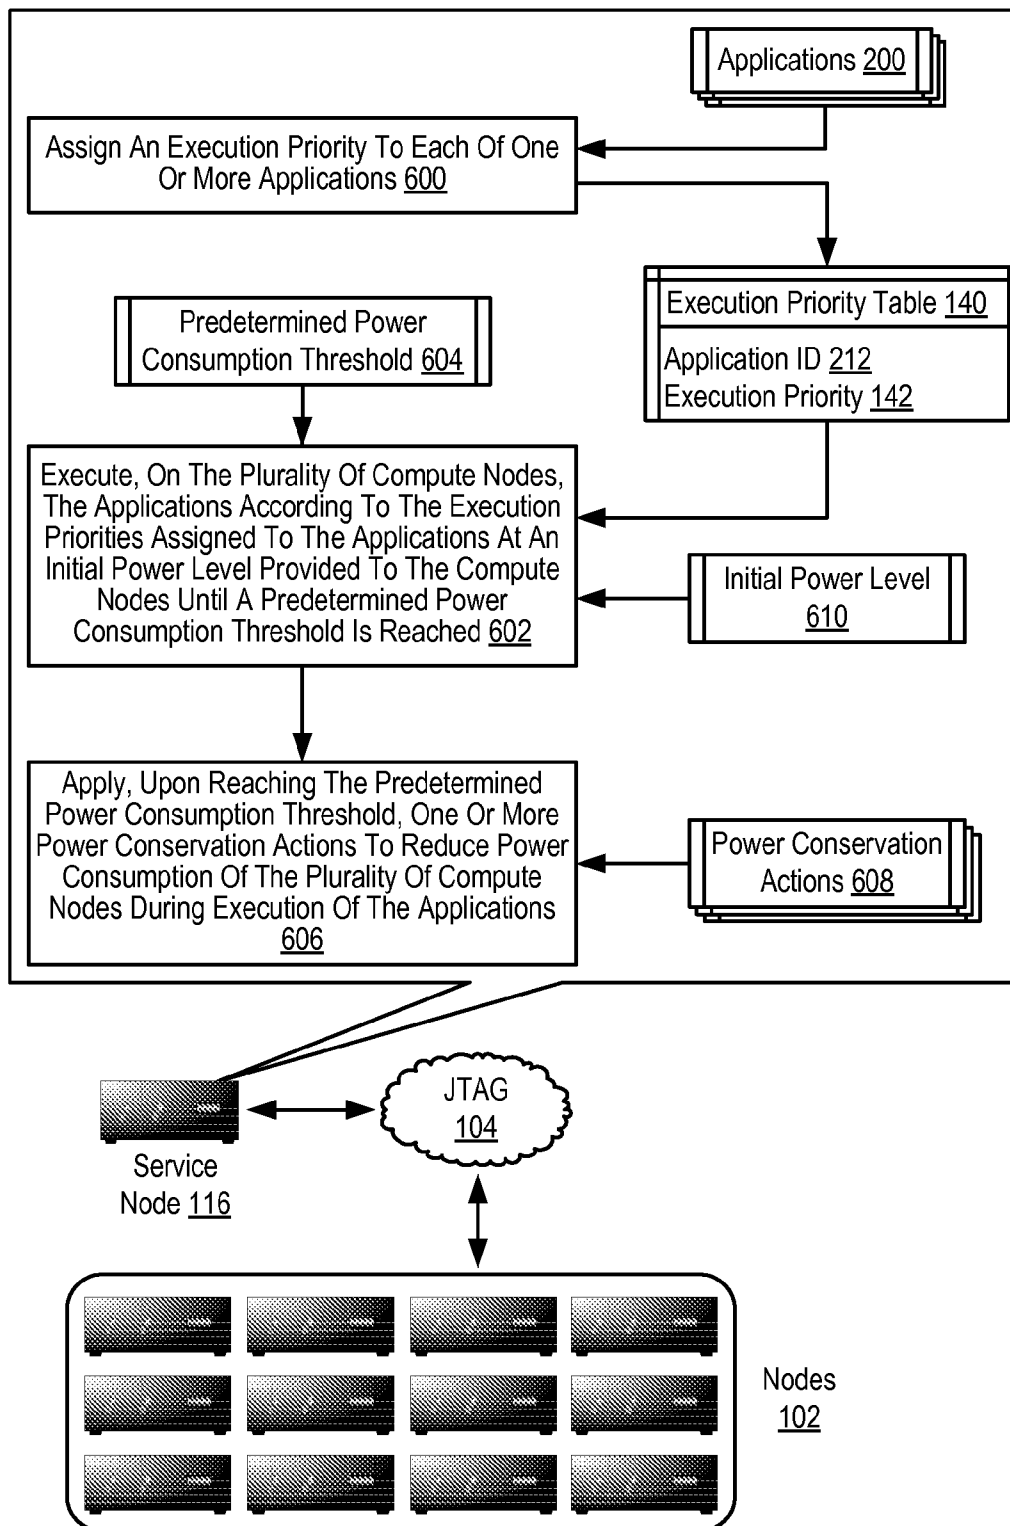 Applications 200
Assign An Execution Priority To Each Of One
Or More Applications 600
Execution Priority Table 140
Application ID 212
Execution Priority 142
Predetermined Power
Consumption Threshold 604
Execute, On The Plurality Of Compute Nodes,
The Applications According To The Execution
Priorities Assigned To The Applications At An
Initial Power Level Provided To The Compute
Nodes Until A Predetermined Power
Consumption Threshold Is Reached 602
Initial Power Level
610
Apply, Upon Reaching The Predetermined
Power Consumption Threshold, One Or More
Power Conservation Actions To Reduce Power
Consumption Of The Plurality Of Compute
Nodes During Execution Of The Applications
606
Power Conservation
Actions 608
JTAG
104
Service
Node 116
Nodes
102